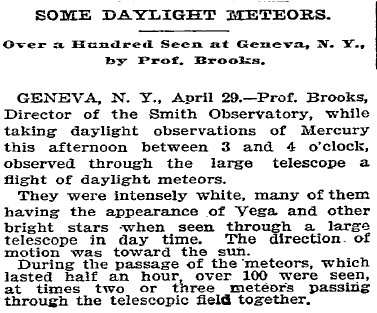 SOME DAYLIGHT METEORS.
Over a Hundred Seen at Geneva, N. Y.,
by Prof. Brooks.
GENEVA, N. Y., April 29.—Prof. Brooks,
Director of the Smith Observatory, while
taking daylight observations of Mercury
this afternoon between 3 and 4 o'clock,
observed through the large telescope a
flight of daylight meteors.
They were intensely white, many of them
having the appearance of Vega and other
bright stars when seen through a large
telescope in day time. The direction of
motion was toward the sun.
During the passage of the meteors, which
lasted half an hour, over 100 were seen,
at times two or three meteors passing
through the telescopic field together.